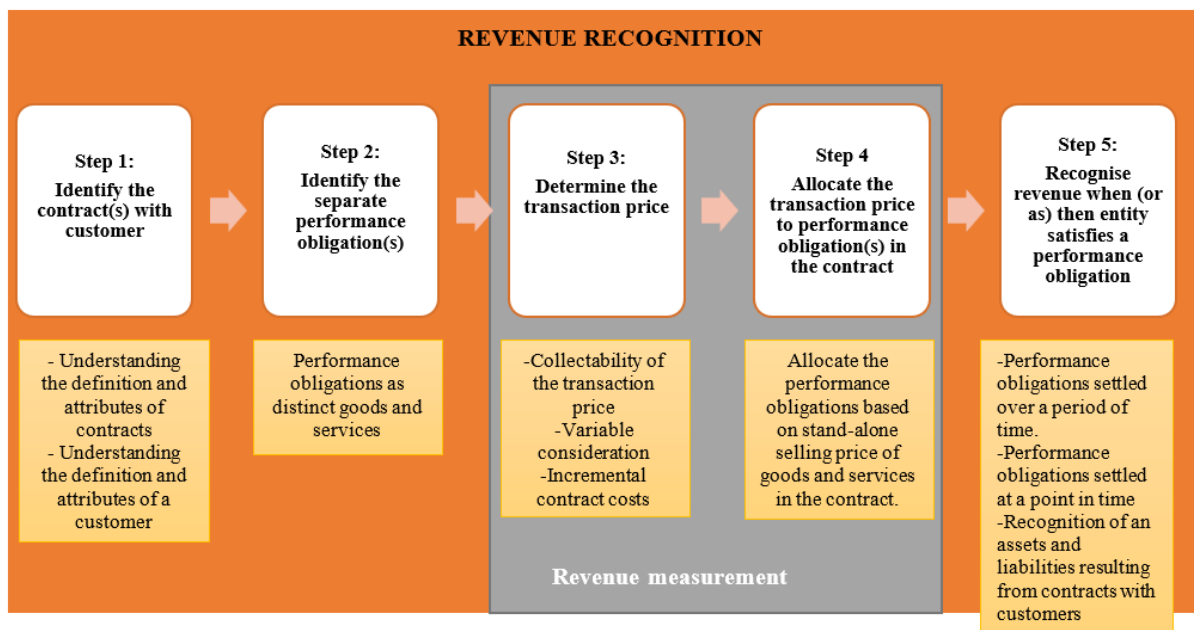 REVENUE RECOGNITION
Step 1:
Identify the
contract(s) with
customer
Step 2:
Identify the
separate
performance
obligation(s)
Step 3:
Determine the
transaction price
Step 4
Allocate the
transaction price
to performance
obligation(s) in
the contract
Step 5:
Recognise
revenue when (or
as) then entity
satisfies a
performance
obligation
- Understanding
the definition and
attributes of
contracts
- Understanding
the definition and
attributes of a
customer
Performance
obligations as
distinct goods and
services
-Collectability of
the transaction
price
-Variable
consideration
-Incremental
contract costs
Allocate the
performance
obligations based
on stand-alone
selling price of
goods and services
in the contract.
-Performance
obligations settled
over a period of
time.
-Performance
obligations settled
at a point in time
-Recognition of an
assets and
liabilities resulting
from contracts with
customers
Revenue measurement